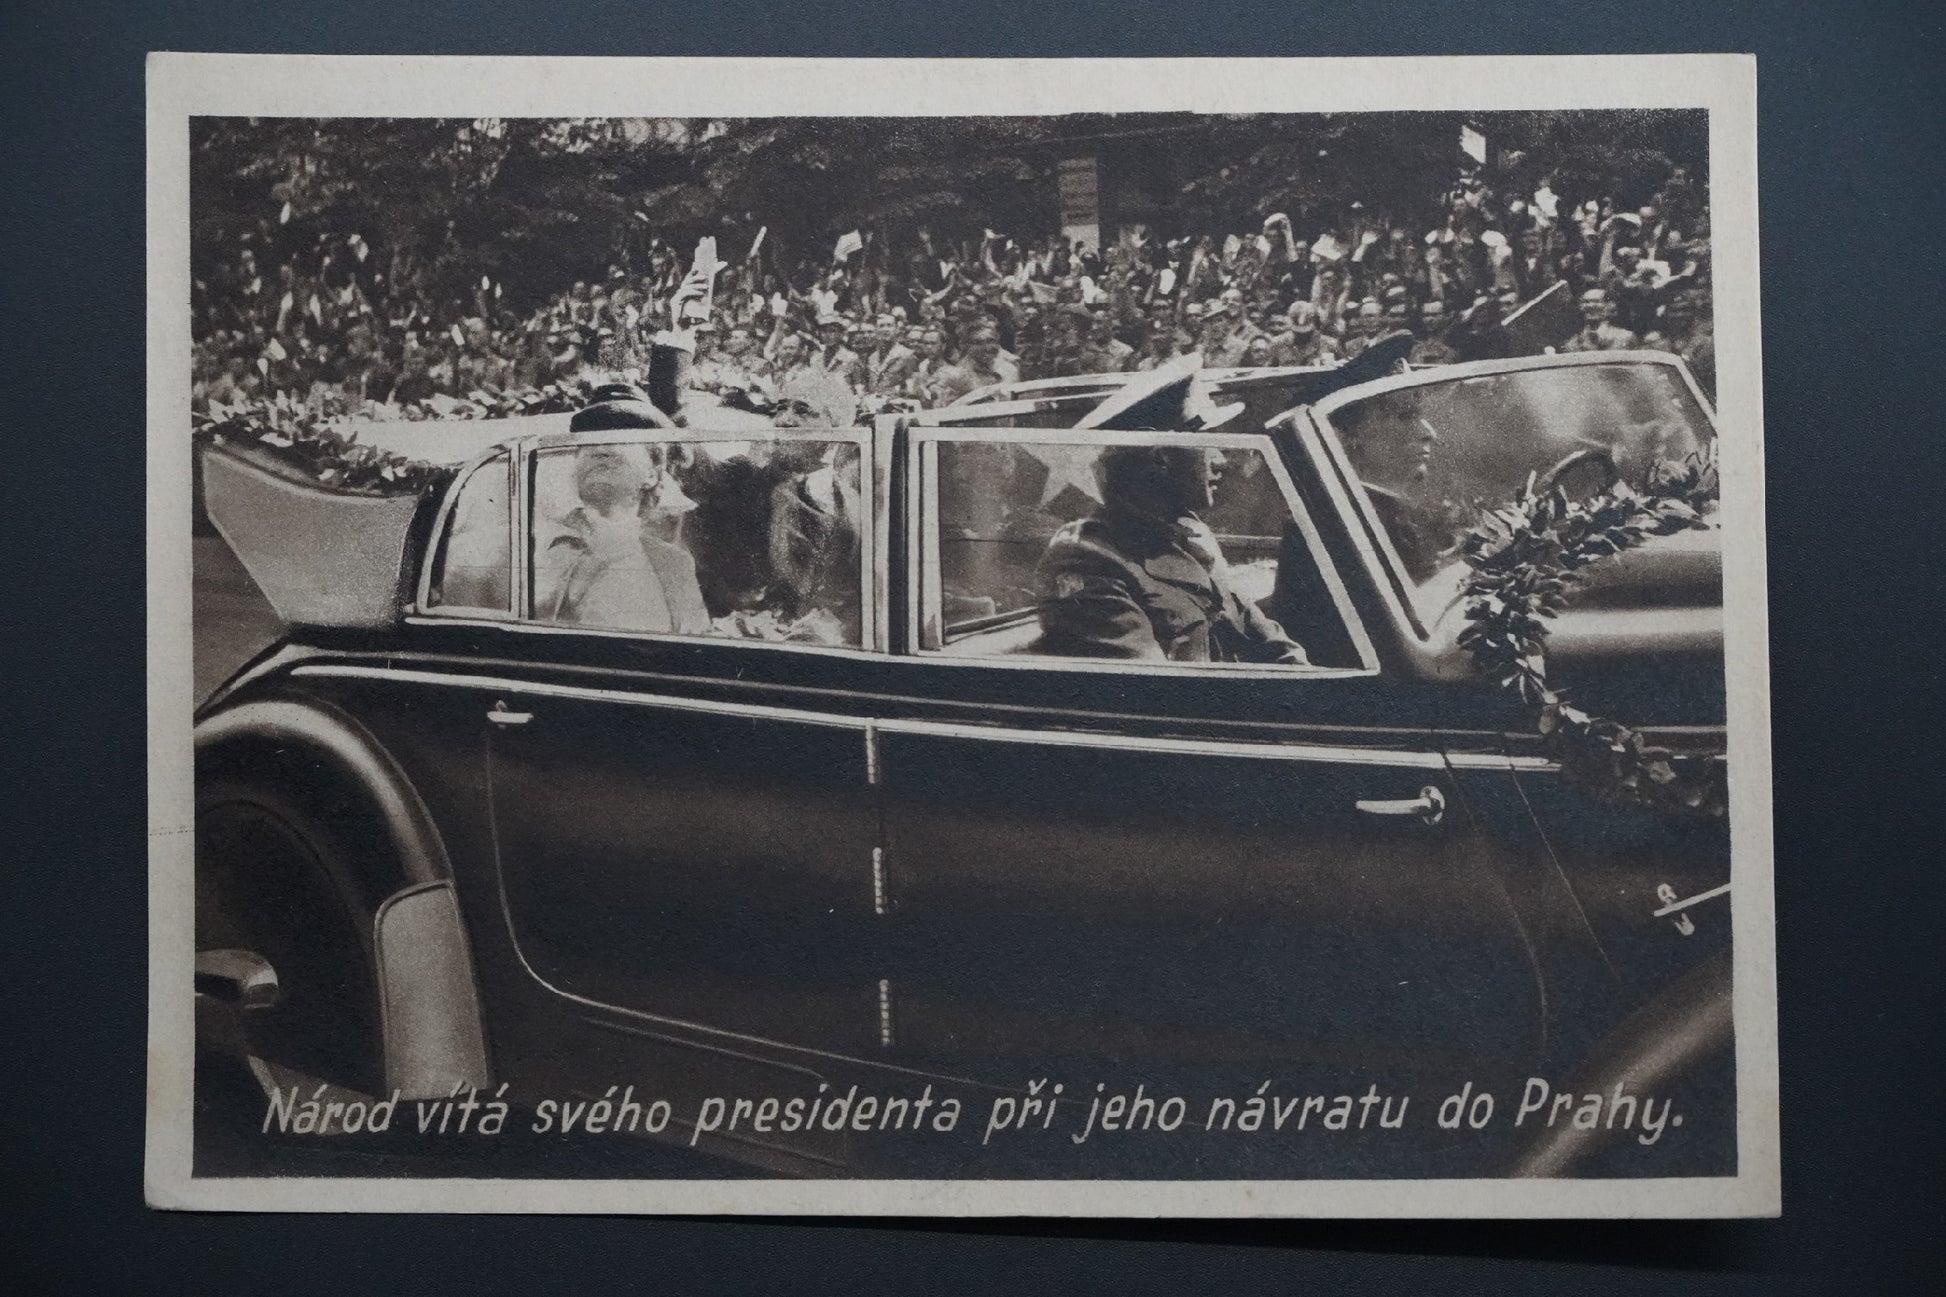 Národ vítá svého presidenta při jeho návratu do Prahy.